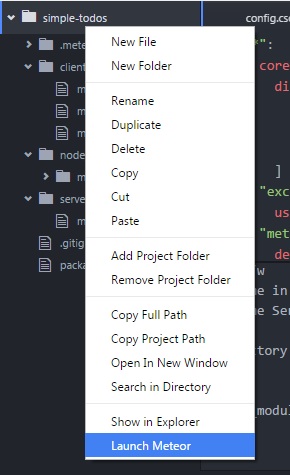 simple-todos
config.cs
.mete
":
client
core
di
node
m
]
serve
"exc
us
.gitig
"met
packa
de
New File
New Folder
Rename
Duplicate
Delete
Copy
Cut
Paste
Add Project Folder
Remove Project Folder
Copy Full Path
Copy Project Path
Open In New Window
Search in Directory
Show in Explorer
Launch Meteor
w
e in
e Ser
tory
_modul